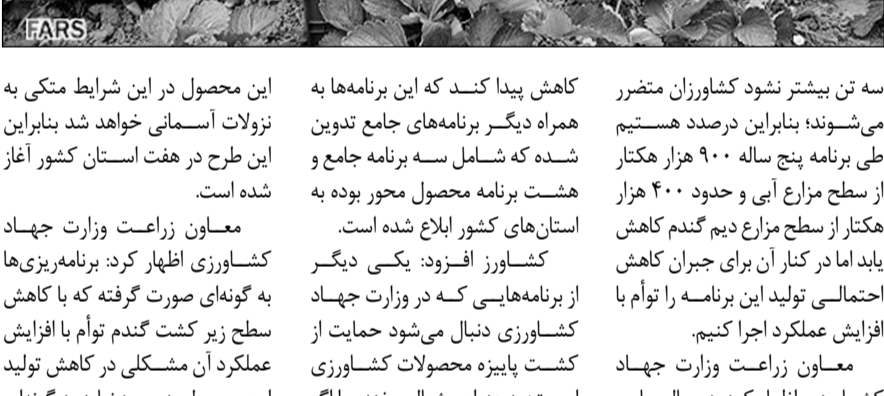 FARS
سه تن بیشتر نشود کشاورزان متضرر
می‌شوند؛ بنابراین درصدد هستیم
طی برنامه پنج ساله ۹۰۰ هزار هکتار
از سطح مزارع آبی و حدود ۴۰۰ هزار
هکتار از سطح مزارع دیم گندم کاهش
یابد اما در کنار آن برای جبران کاهش
احتمالی تولید این برنامه را توأم با
افزایش عملکرد اجرا کنیم.
معاون زراعت وزارت جهاد
کاهش پیدا کند که این برنامه‌ها به
همراه دیگر برنامه‌های جامع تدوین
شده که شامل سه برنامه جامع و
هشت برنامه محصول محور بوده به
استان‌های کشور ابلاغ شده است.
کشاورز افزود: یکی دیگر
از برنامه‌هایی که در وزارت جهاد
کشاورزی دنبال می‌شود حمایت از
کشت پاییزه محصولات کشاورزی
این محصول در این شرایط متکی به
نزولات آسمانی خواهد شد بنابراین
این طرح در هفت استان کشور آغاز
شده است.
معاون زراعت وزارت جهاد
کشاورزی اظهار کرد: برنامه‌ریزی‌ها
به گونه‌ای صورت گرفته که با کاهش
سطح زیر کشت گندم توأم با افزایش
عملکرد آن مشکلی در کاهش تولید